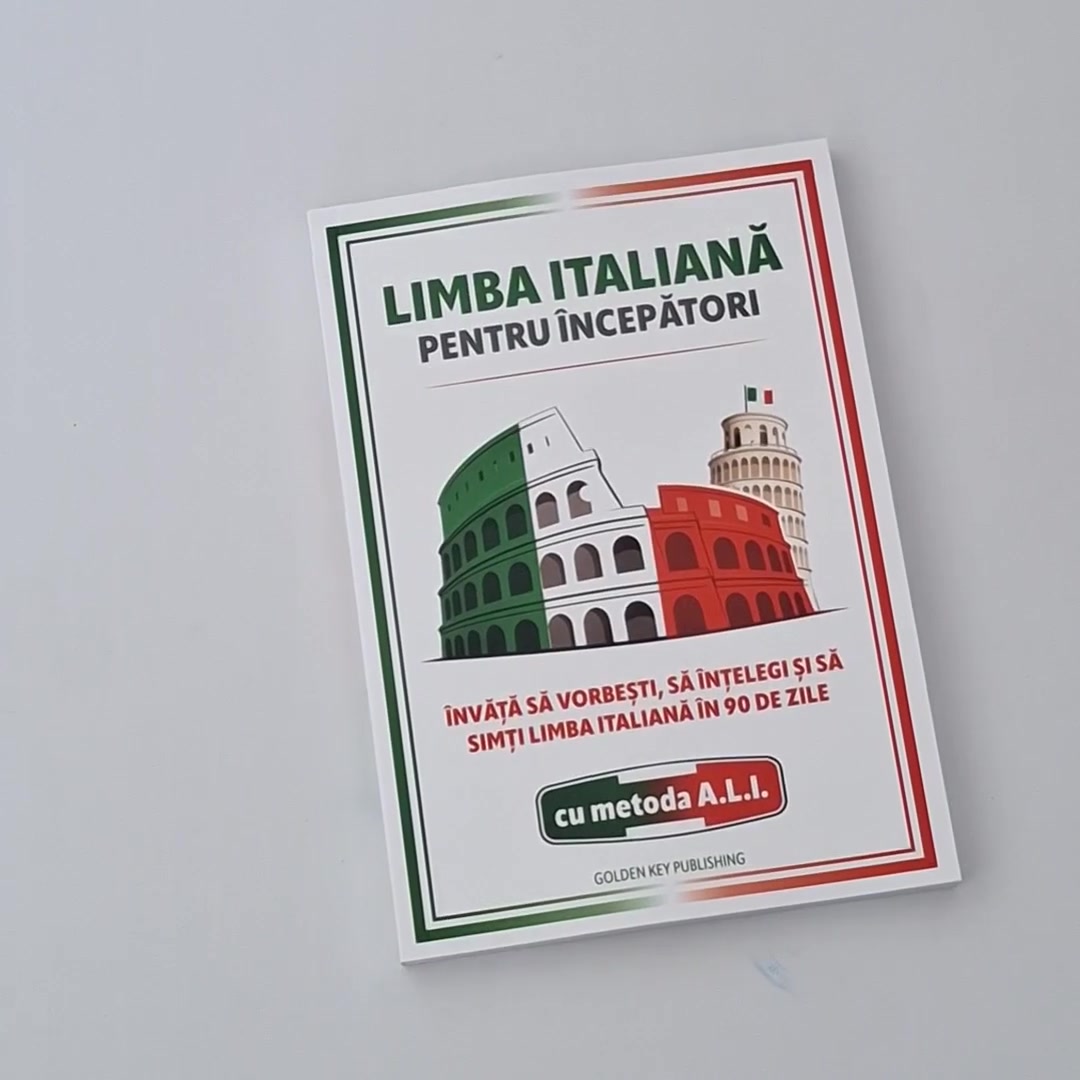 LIMBA ITALIANĂ
PENTRU ÎNCEPĂTORI
ÎNVĂȚĂ SĂ VORBEȘTI, SĂ ÎNȚELEGI ȘI SĂ
SIMȚI LIMBA ITALIANĂ ÎN 90 DE ZILE
cu metoda A.L.I.
GOLDEN KEY PUBLISHING